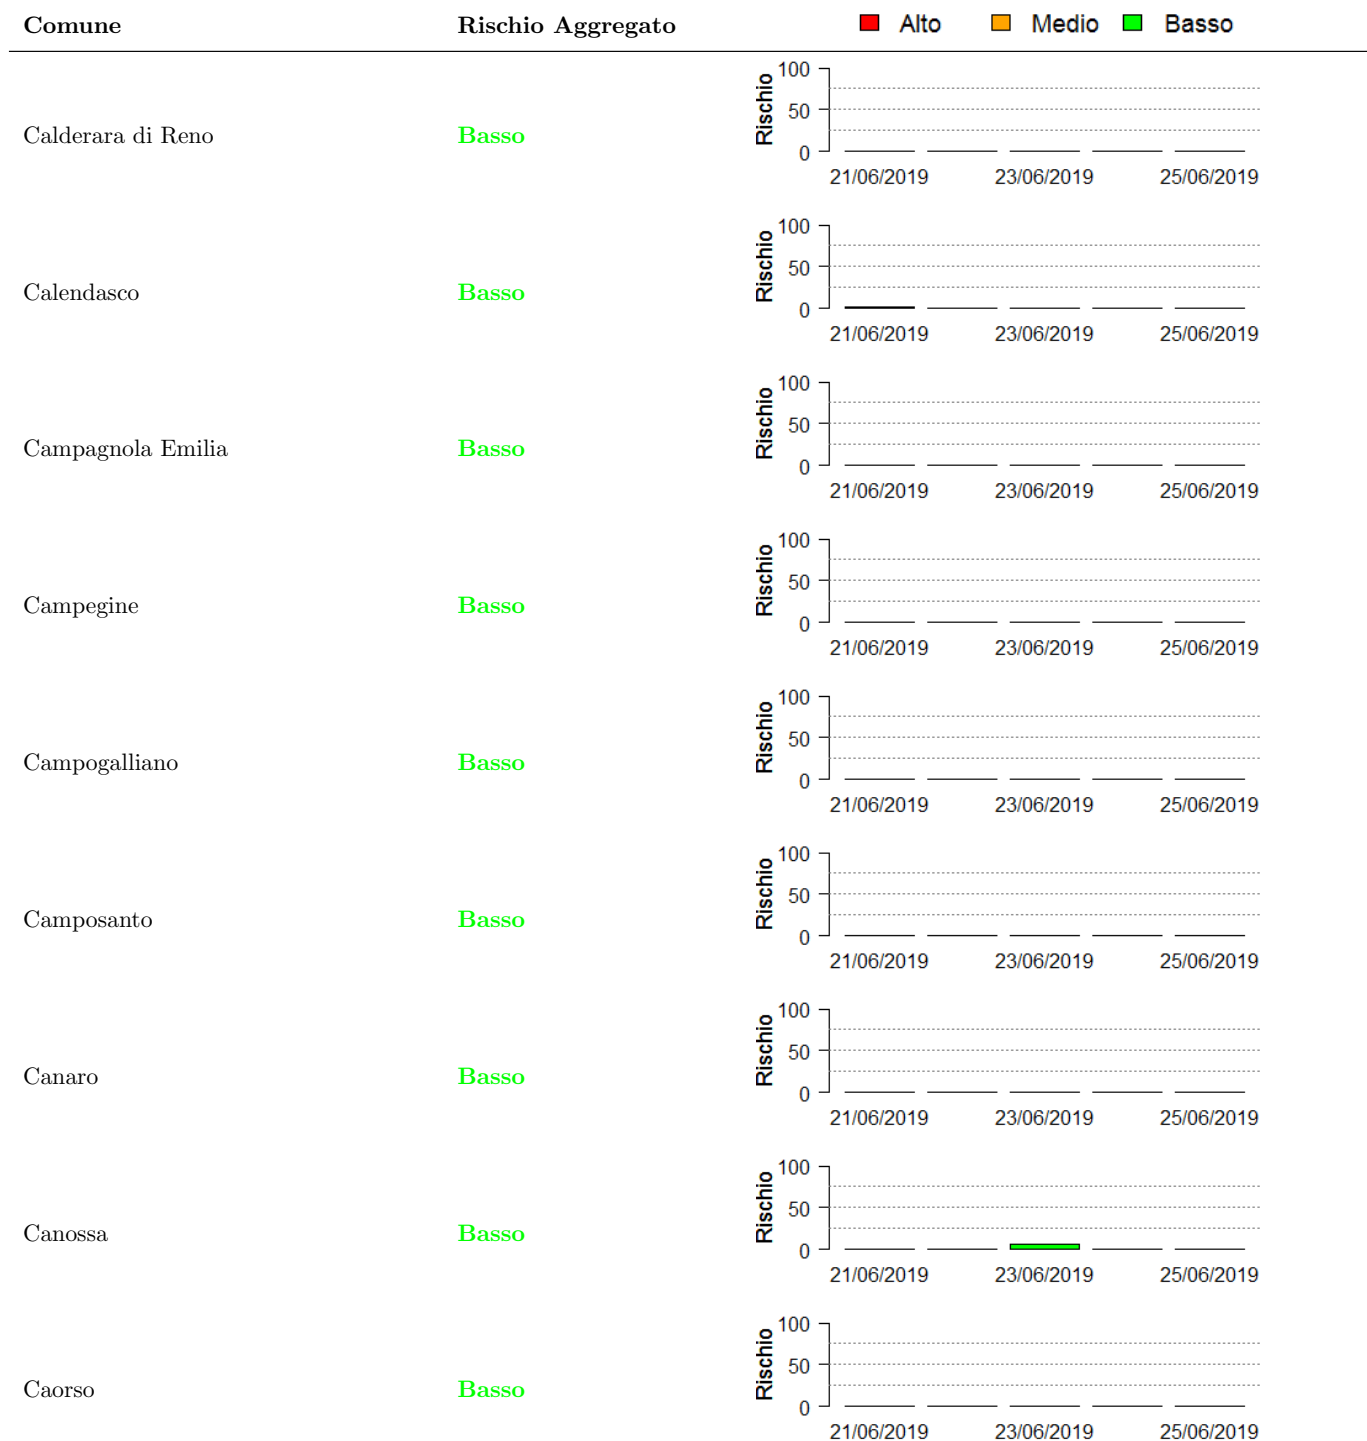 Comune Rischio Aggregato Alto Medio Basso
100
50
0
Rischio
Calderara di Reno Basso
21/06/2019 23/06/2019 25/06/2019
100
50
0
Rischio
Calendasco Basso
21/06/2019 23/06/2019 25/06/2019
100
50
0
Rischio
Campagnola Emilia Basso
21/06/2019 23/06/2019 25/06/2019
100
50
0
Rischio
Campegine Basso
21/06/2019 23/06/2019 25/06/2019
100
50
0
Rischio
Campogalliano Basso
21/06/2019 23/06/2019 25/06/2019
100
50
0
Rischio
Camposanto Basso
21/06/2019 23/06/2019 25/06/2019
100
50
0
Rischio
Canaro Basso
21/06/2019 23/06/2019 25/06/2019
100
50
0
Rischio
Canossa Basso
21/06/2019 23/06/2019 25/06/2019
100
50
0
Rischio
Caorso Basso
21/06/2019 23/06/2019 25/06/2019